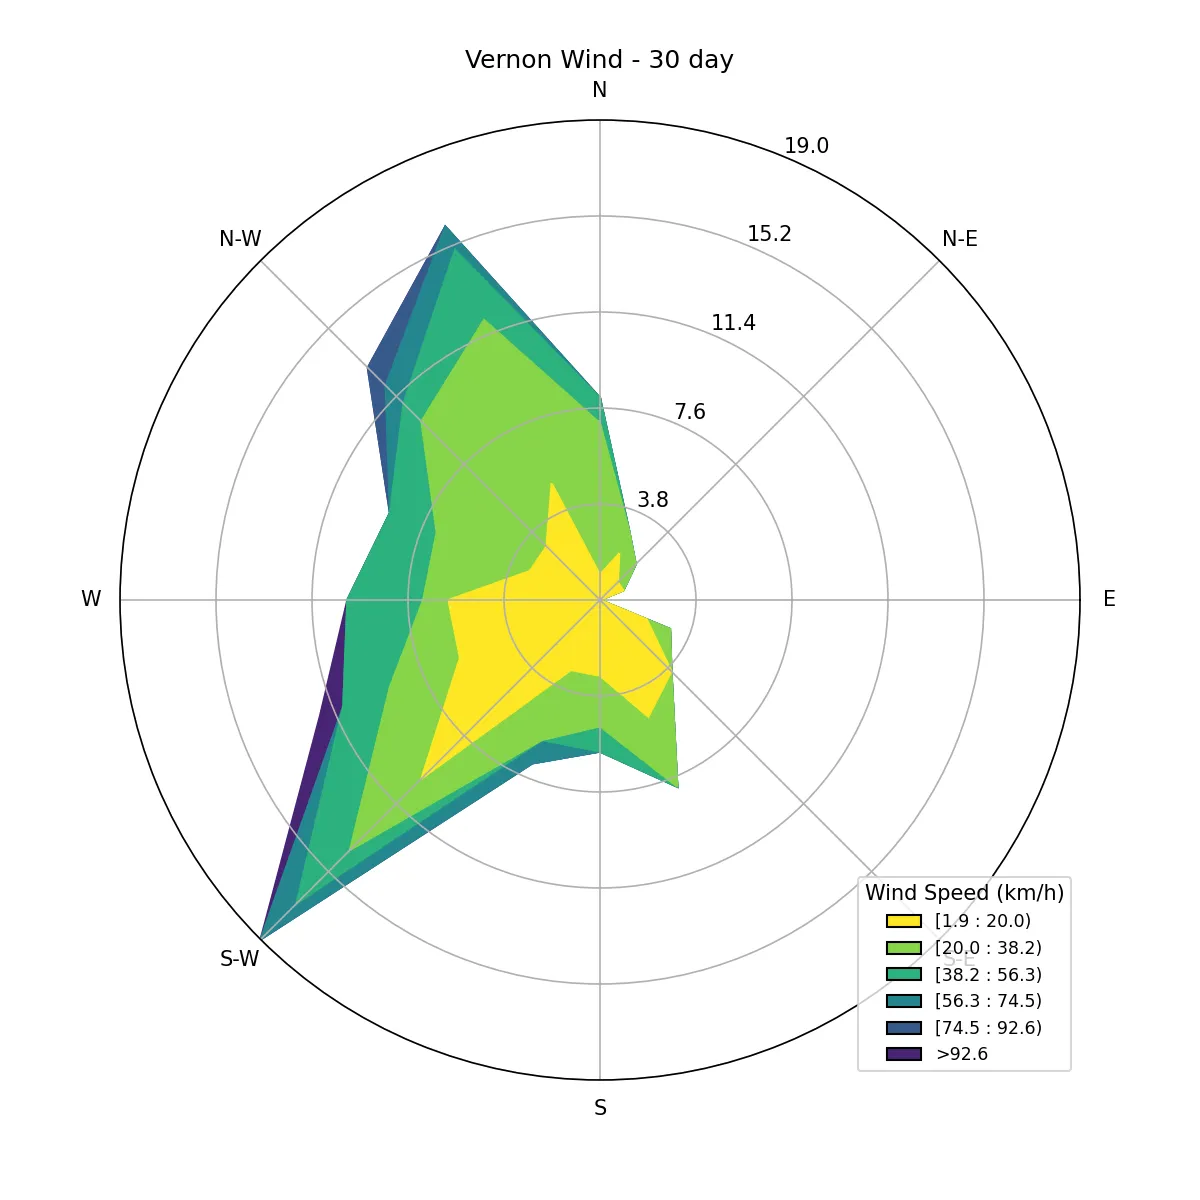 Vernon Wind - 30 day
N
19.0
15.2
N-W
N-E
11.4
7.6
3.8
W
E
Wind Speed (km/h)
[1.9 : 20.0)
[20.0 : 38.2)
S-W
S-E
[38.2 : 56.3)
[56.3 : 74.5)
[74.5 : 92.6)
>92.6
S